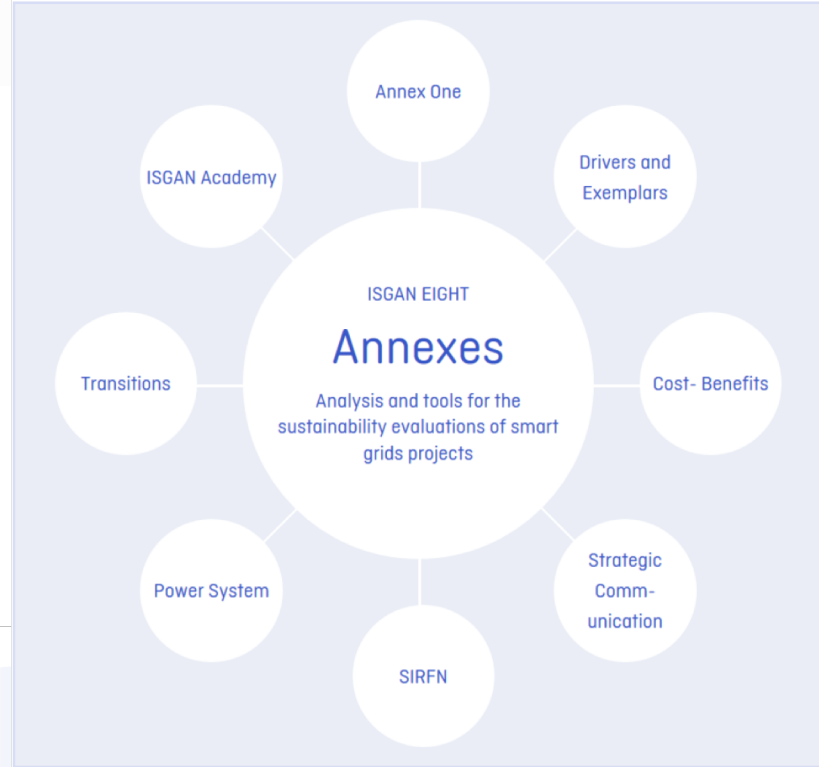 Annex One
Drivers and
Exemplars
Cost- Benefits
Strategic
Comm-
unication
SIRFN
Power System
Transitions
ISGAN Academy
ISGAN EIGHT
Annexes
Analysis and tools for the
sustainability evaluations of smart
grids projects